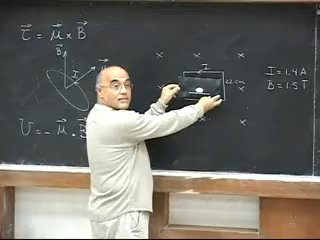 τ⃗ = μ⃗ × B⃗
B⃗
I
I
× × ×
I = 1.4 A
B = 1.5 T
U = - μ⃗ · B⃗